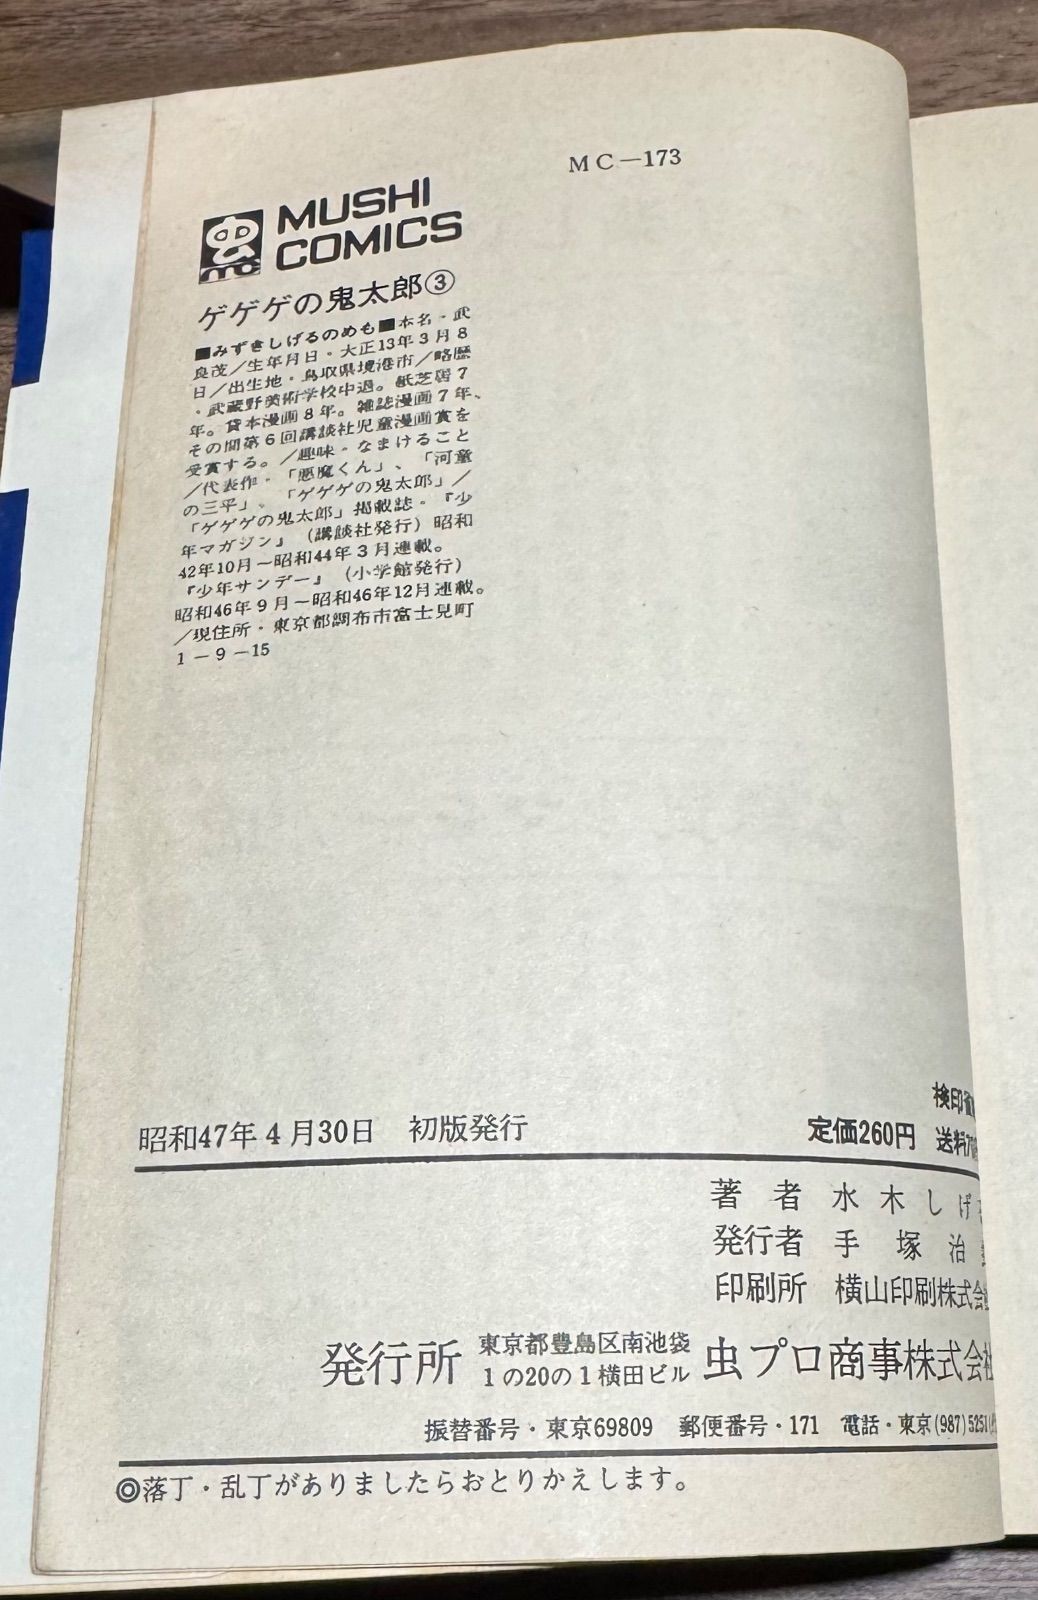 MC－173
MUSHI
COMICS
mc
ゲゲゲの鬼太郎③
■みずきしげるのめも■本名・武
良茂／生年月日・大正13年3月8
日／出生地・鳥取県境港市／略歴
・武蔵野美術学校中退。紙芝居7
年。貸本漫画8年。雑誌漫画7年、
その間第6回講談社児童漫画賞を
受賞する。／趣味・なまけること
／代表作・「悪魔くん」、「河童
の三平」、「ゲゲゲの鬼太郎」／
「ゲゲゲの鬼太郎」掲載誌・『少
年マガジン』（講談社発行）昭和
42年10月～昭和44年3月連載。
『少年サンデー』（小学館発行）
昭和46年9月～昭和46年12月連載。
／現住所・東京都調布市富士見町
1－9－15
検印
昭和47年4月30日　初版発行　定価260円　送料
著者　水木しげ
発行者　手塚治
印刷所　横山印刷株式会
発行所　東京都豊島区南池袋
1の20の1横田ビル　虫プロ商事株式会社
振替番号・東京69809　郵便番号・171　電話・東京(987)5251
◎落丁・乱丁がありましたらおとりかえします。